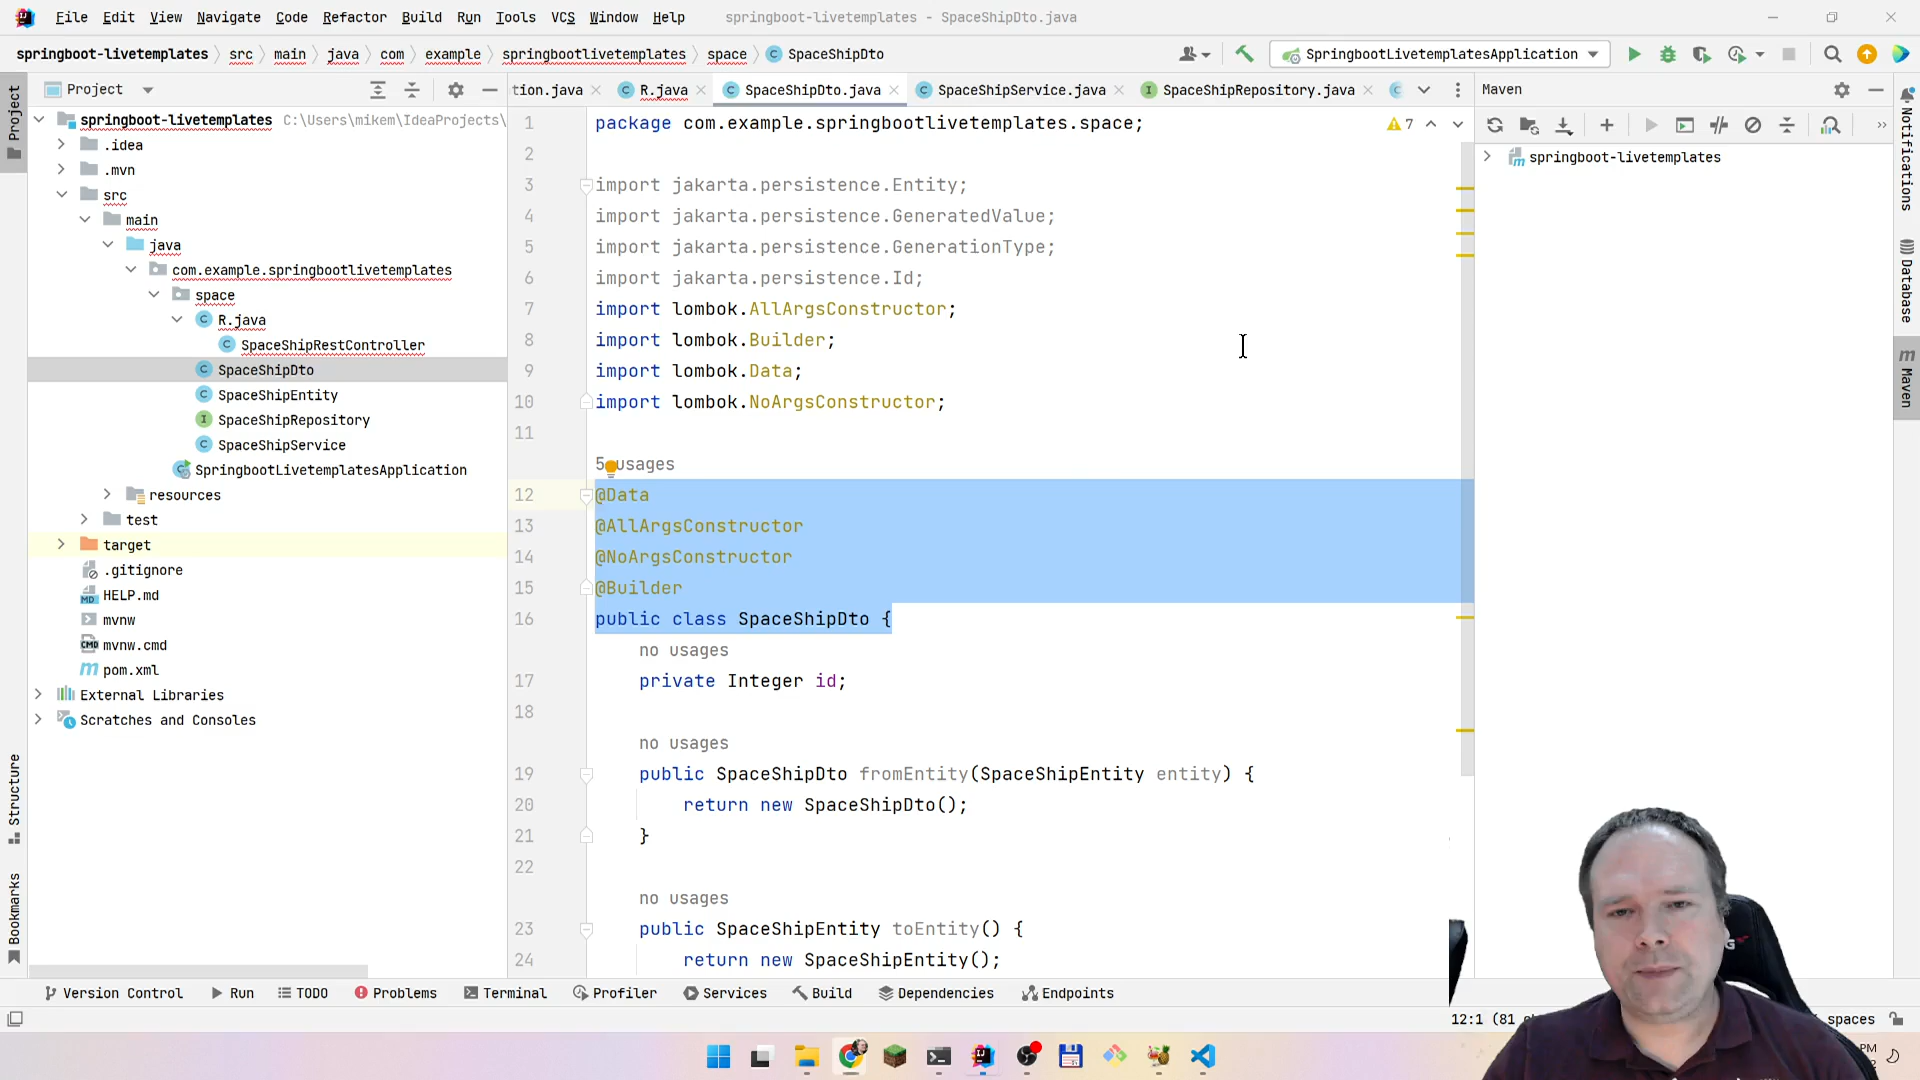 File Edit View Navigate Code Refactor Build Run Tools VCS Window Help springboot-livetemplates - SpaceShipDto.java
springboot-livetemplates src main java com example springbootlivetemplates space SpaceShipDto SpringbootLivetemplatesApplication
Project tion.java R.java SpaceShipDto.java SpaceShipService.java SpaceShipRepository.java Maven
springboot-livetemplates C:\Users\mikem\IdeaProjects\
.idea
.mvn
src
main
java
com.example.springbootlivetemplates
space
R.java
SpaceShipRestController
SpaceShipDto
SpaceShipEntity
SpaceShipRepository
SpaceShipService
SpringbootLivetemplatesApplication
resources
test
target
.gitignore
HELP.md
mvnw
mvnw.cmd
pom.xml
External Libraries
Scratches and Consoles
1 package com.example.springbootlivetemplates.space; 7
2
3 import jakarta.persistence.Entity;
4 import jakarta.persistence.GeneratedValue;
5 import jakarta.persistence.GenerationType;
6 import jakarta.persistence.Id;
7 import lombok.AllArgsConstructor;
8 import lombok.Builder;
9 import lombok.Data;
10 import lombok.NoArgsConstructor;
11
5 usages
12 @Data
13 @AllArgsConstructor
14 @NoArgsConstructor
15 @Builder
16 public class SpaceShipDto {
no usages
17 private Integer id;
18
no usages
19 public SpaceShipDto fromEntity(SpaceShipEntity entity) {
20 return new SpaceShipDto();
21 }
22
no usages
23 public SpaceShipEntity toEntity() {
24 return new SpaceShipEntity();
springboot-livetemplates
Project
Structure
Bookmarks
Notifications
Database
Maven
Version Control Run TODO Problems Terminal Profiler Services Build Dependencies Endpoints
12:1 (81 spaces
PM